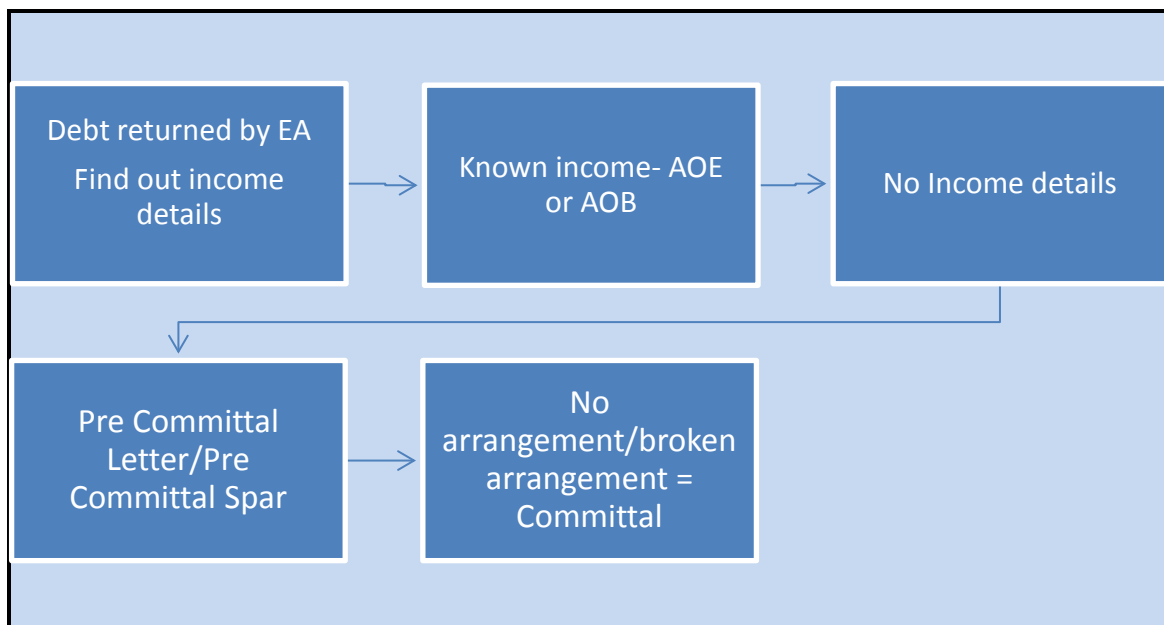 Debt returned by EA
Find out income
details
Known income- AOE
or AOB
No Income details
Pre Committal
Letter/Pre
Committal Spar
No
arrangement/broken
arrangement =
Committal